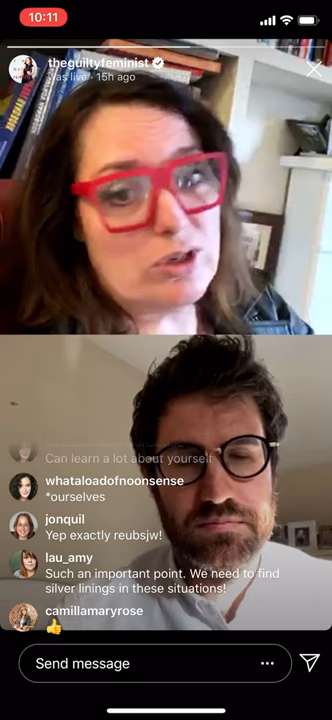 10:11
theguiltyfeminist
was live · 15h ago
Can learn a lot about yourself
whataloadofnoonsense
*ourselves
jonquil
Yep exactly reubsjw!
lau_amy
Such an important point. We need to find
silver linings in these situations!
camillamaryrose
👍
Send message